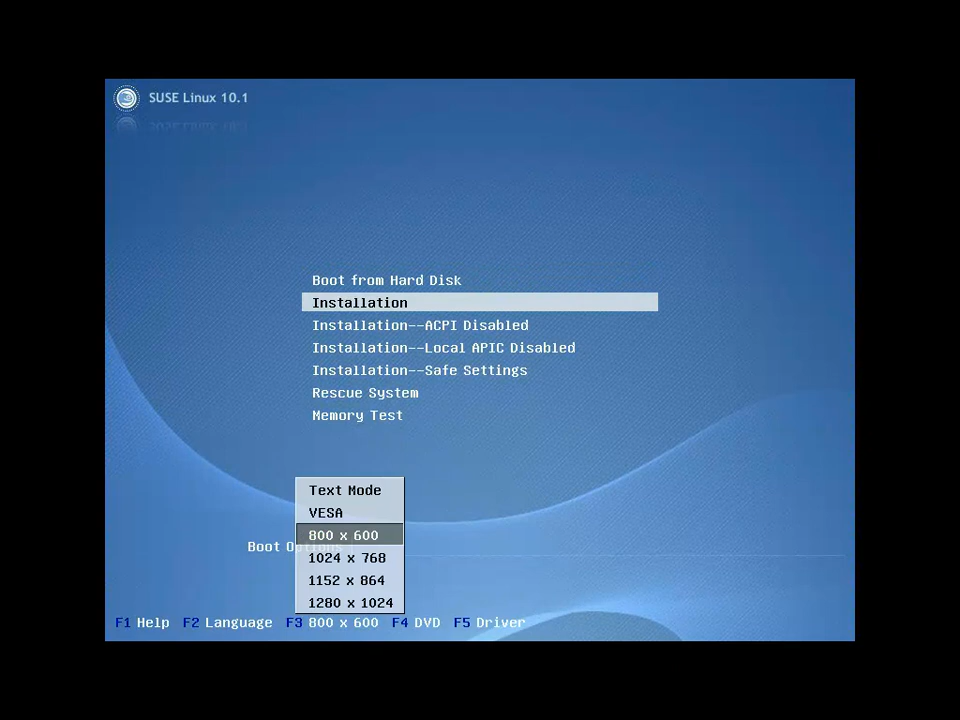 SUSE Linux 10.1
Boot from Hard Disk
Installation
Installation--ACPI Disabled
Installation--Local APIC Disabled
Installation--Safe Settings
Rescue System
Memory Test
Text Mode
VESA
800 x 600
Boot Options
1024 x 768
1152 x 864
1280 x 1024
F1 Help F2 Language F3 800 x 600 F4 DVD F5 Driver